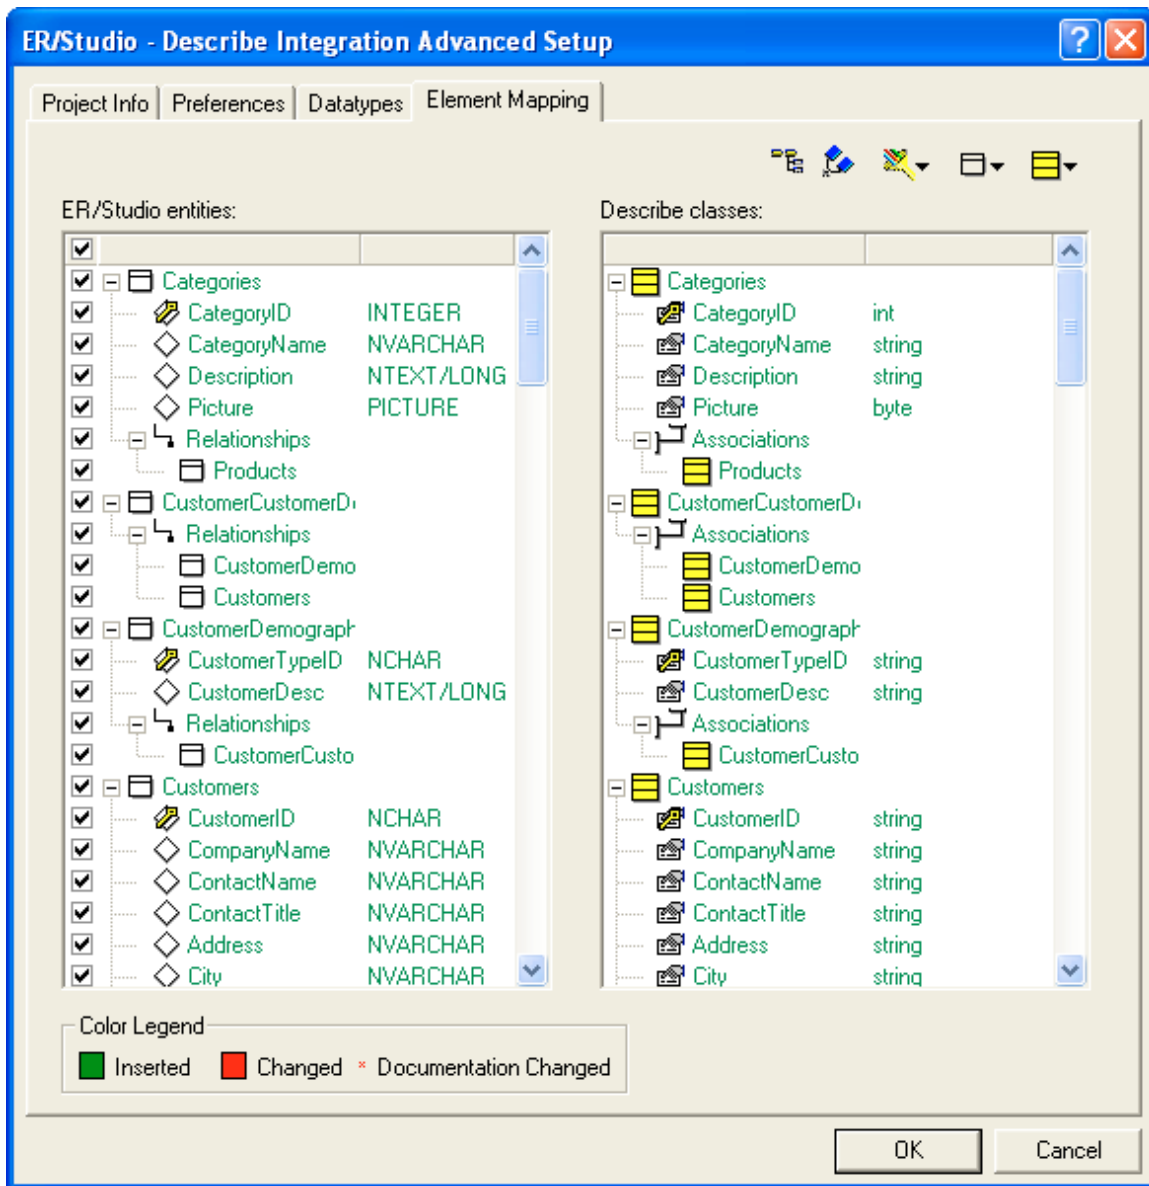 ER/Studio - Describe Integration Advanced Setup
Project Info Preferences Datatypes Element Mapping
ER/Studio entities: Describe classes:
Categories Categories
CategoryID INTEGER CategoryID int
CategoryName NVARCHAR CategoryName string
Description NTEXT/LONG Description string
Picture PICTURE Picture byte
Relationships Associations
Products Products
CustomerCustomerD CustomerCustomerD
Relationships Associations
CustomerDemo CustomerDemo
Customers Customers
CustomerDemograph CustomerDemograph
CustomerTypeID NCHAR CustomerTypeID string
CustomerDesc NTEXT/LONG CustomerDesc string
Relationships Associations
CustomerCusto CustomerCusto
Customers Customers
CustomerID NCHAR CustomerID string
CompanyName NVARCHAR CompanyName string
ContactName NVARCHAR ContactName string
ContactTitle NVARCHAR ContactTitle string
Address NVARCHAR Address string
City NVARCHAR City string
Color Legend
Inserted Changed * Documentation Changed
OK Cancel